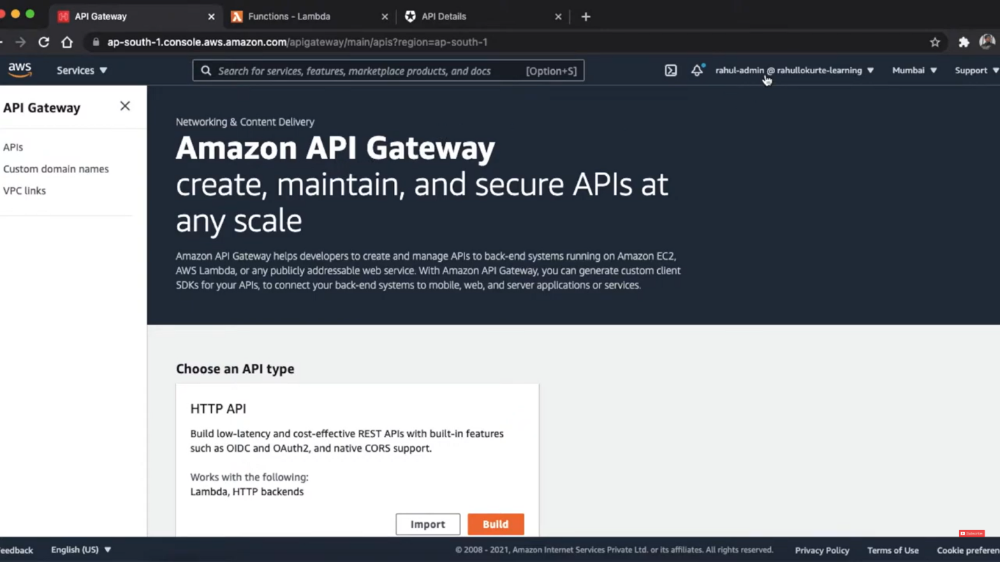 API Gateway
Functions - Lambda
API Details
ap-south-1.console.aws.amazon.com/apigateway/main/apis?region=ap-south-1
aws
Services
Search for services, features, marketplace products, and docs [Option+S]
rahul-admin @ rahullokurte-learning
Mumbai
Support
API Gateway
APIs
Custom domain names
VPC links
Networking & Content Delivery
Amazon API Gateway
create, maintain, and secure APIs at
any scale
Amazon API Gateway helps developers to create and manage APIs to back-end systems running on Amazon EC2,
AWS Lambda, or any publicly addressable web service. With Amazon API Gateway, you can generate custom client
SDKs for your APIs, to connect your back-end systems to mobile, web, and server applications or services.
Choose an API type
HTTP API
Build low-latency and cost-effective REST APIs with built-in features
such as OIDC and OAuth2, and native CORS support.
Works with the following:
Lambda, HTTP backends
Import
Build
Subscribe
eedback
English (US)
© 2008 - 2021, Amazon Internet Services Private Ltd. or its affiliates. All rights reserved.
Privacy Policy
Terms of Use
Cookie preferen